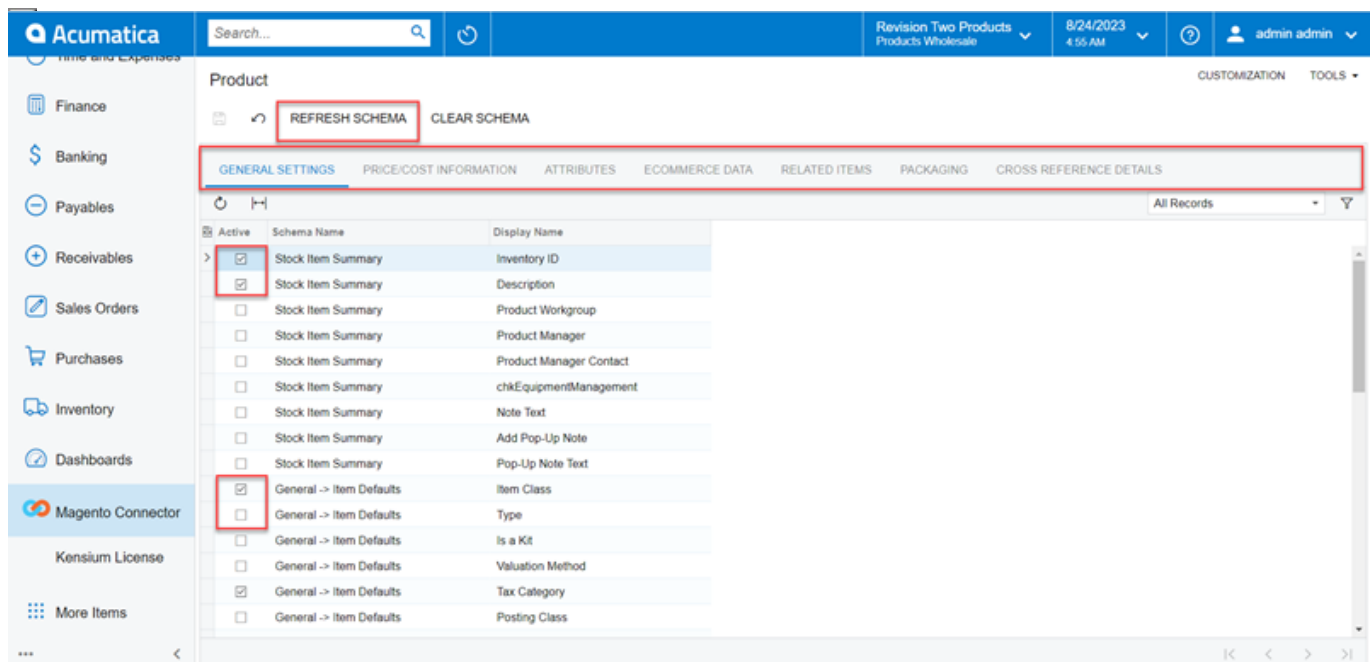 Acumatica
Search...
Revision Two Products
Products Wholesale
8/24/2023
4:55 AM
admin admin
Time and Expenses
Finance
Banking
Payables
Receivables
Sales Orders
Purchases
Inventory
Dashboards
Magento Connector
Kensium License
More Items
Product
CUSTOMIZATION TOOLS
REFRESH SCHEMA CLEAR SCHEMA
GENERAL SETTINGS PRICE/COST INFORMATION ATTRIBUTES ECOMMERCE DATA RELATED ITEMS PACKAGING CROSS REFERENCE DETAILS
All Records
Active Schema Name Display Name
Stock Item Summary Inventory ID
Stock Item Summary Description
Stock Item Summary Product Workgroup
Stock Item Summary Product Manager
Stock Item Summary Product Manager Contact
Stock Item Summary chkEquipmentManagement
Stock Item Summary Note Text
Stock Item Summary Add Pop-Up Note
Stock Item Summary Pop-Up Note Text
General -> Item Defaults Item Class
General -> Item Defaults Type
General -> Item Defaults Is a Kit
General -> Item Defaults Valuation Method
General -> Item Defaults Tax Category
General -> Item Defaults Posting Class